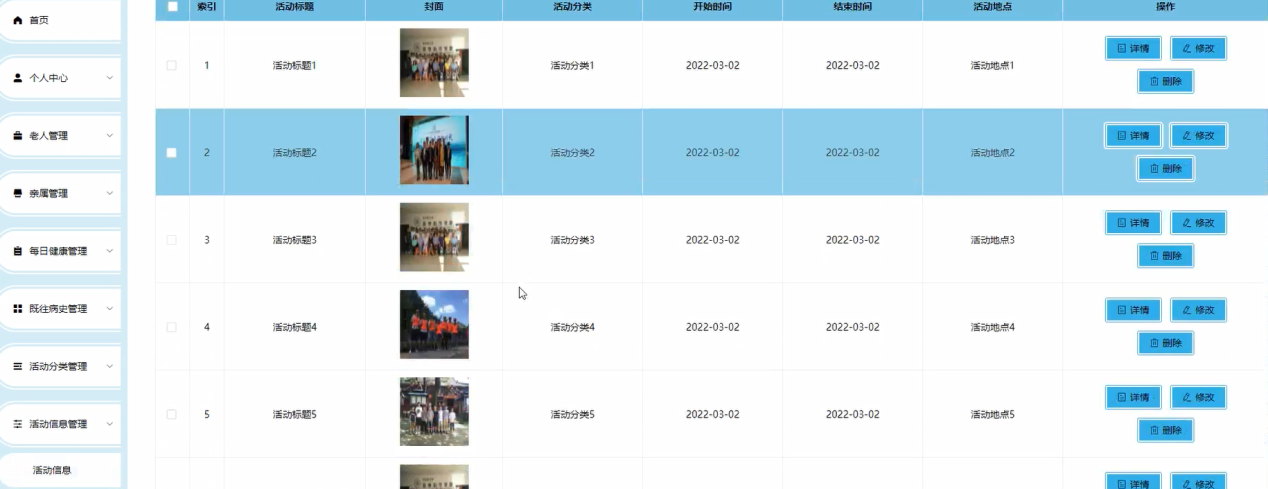 首页
个人中心
老人管理
亲属管理
每日健康管理
既往病史管理
活动分类管理
活动信息管理
活动信息
索引 活动标题 封面 活动分类 开始时间 结束时间 活动地点 操作
1 活动标题1 活动分类1 2022-03-02 2022-03-02 活动地点1 详情 修改
删除
2 活动标题2 活动分类2 2022-03-02 2022-03-02 活动地点2 详情 修改
删除
3 活动标题3 活动分类3 2022-03-02 2022-03-02 活动地点3 详情 修改
删除
4 活动标题4 活动分类4 2022-03-02 2022-03-02 活动地点4 详情 修改
删除
5 活动标题5 活动分类5 2022-03-02 2022-03-02 活动地点5 详情 修改
删除
详情 修改